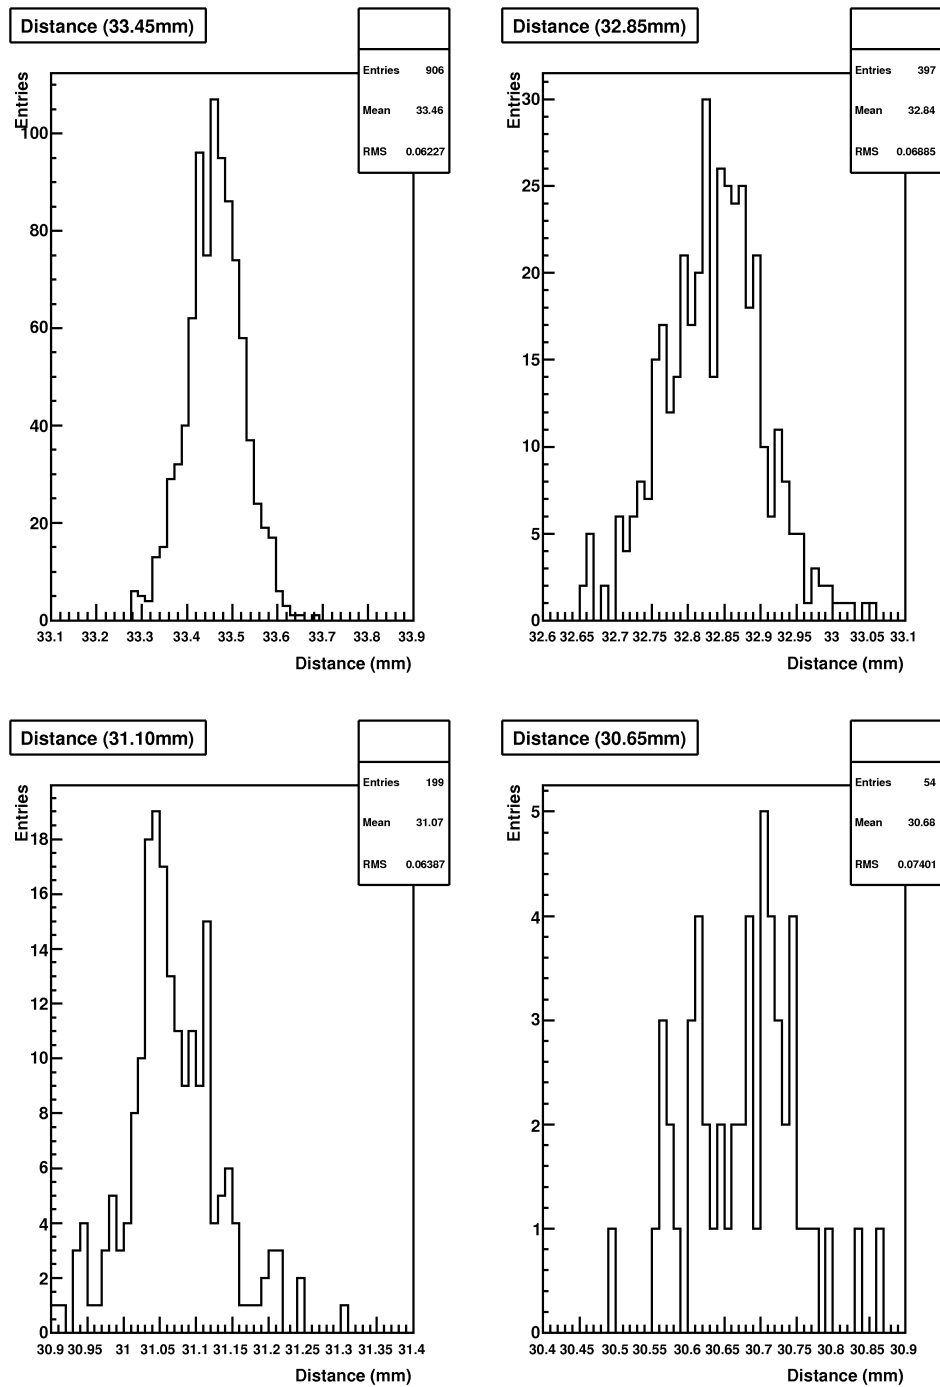 Distance (33.45mm)
Entries 906
Mean 33.46
RMS 0.06227
Entries
100
80
60
40
20
0
33.1 33.2 33.3 33.4 33.5 33.6 33.7 33.8 33.9
Distance (mm)
Distance (32.85mm)
Entries 397
Mean 32.84
RMS 0.06885
Entries
30
25
20
15
10
5
0
32.6 32.65 32.7 32.75 32.8 32.85 32.9 32.95 33 33.05 33.1
Distance (mm)
Distance (31.10mm)
Entries 199
Mean 31.07
RMS 0.06387
Entries
18
16
14
12
10
8
6
4
2
0
30.9 30.95 31 31.05 31.1 31.15 31.2 31.25 31.3 31.35 31.4
Distance (mm)
Distance (30.65mm)
Entries 54
Mean 30.68
RMS 0.07401
Entries
5
4
3
2
1
0
30.4 30.45 30.5 30.55 30.6 30.65 30.7 30.75 30.8 30.85 30.9
Distance (mm)